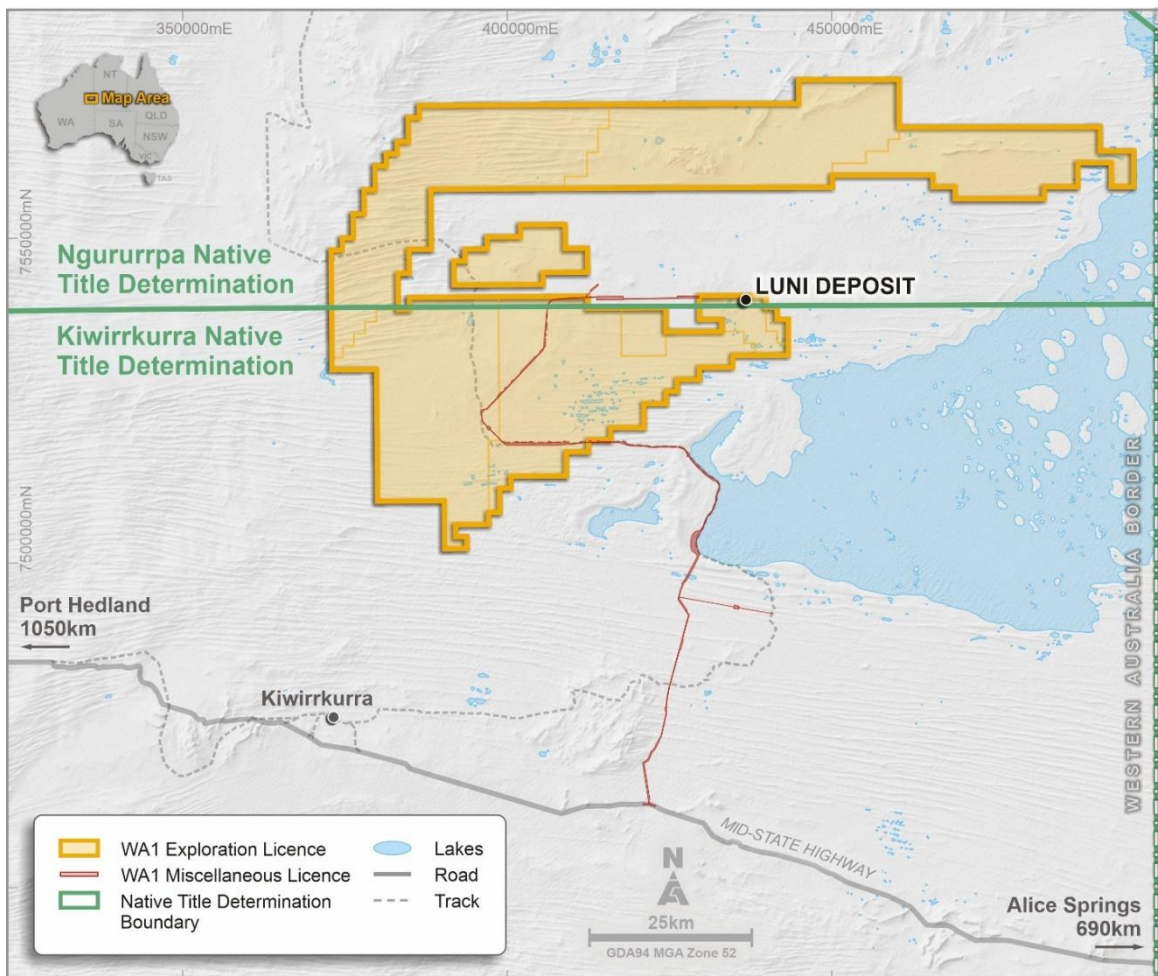 350000mE
400000mE
450000mE
NT
WA
SA
QLD
NSW
VIC
TAS
Map Area
7550000mN
Ngururrpa Native
Title Determination
LUNI DEPOSIT
Kiwirrkurra Native
Title Determination
7500000mN
WESTERN AUSTRALIA BORDER
Port Hedland
1050km
Kiwirrkurra
MID-STATE HIGHWAY
WA1 Exploration Licence
WA1 Miscellaneous Licence
Native Title Determination
Boundary
Lakes
Road
Track
N
25km
GDA94 MGA Zone 52
Alice Springs
690km